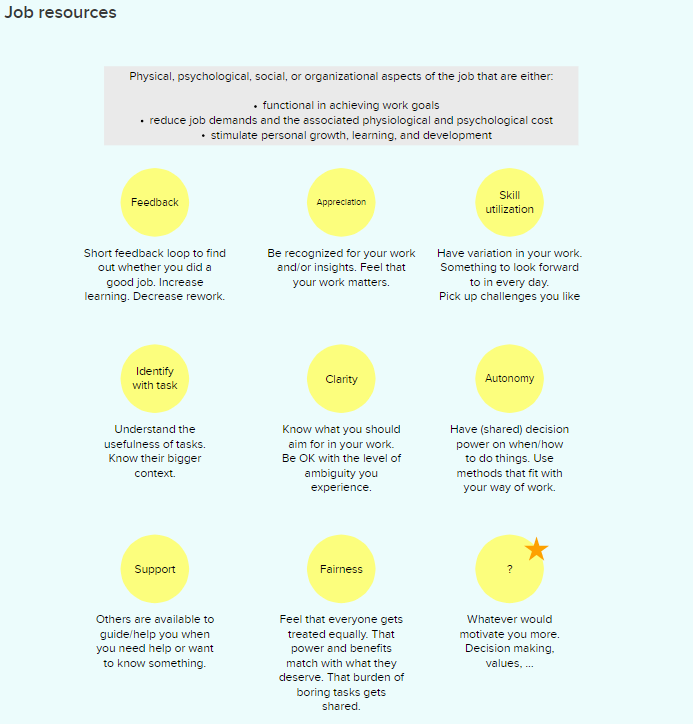 Job resources
Physical, psychological, social, or organizational aspects of the job that are either:
• functional in achieving work goals
• reduce job demands and the associated physiological and psychological cost
• stimulate personal growth, learning, and development
Feedback
Short feedback loop to find
out whether you did a
good job. Increase
learning. Decrease rework.
Appreciation
Be recognized for your work
and/or insights. Feel that
your work matters.
Skill
utilization
Have variation in your work.
Something to look forward
to in every day.
Pick up challenges you like
Identify
with task
Understand the
usefulness of tasks.
Know their bigger
context.
Clarity
Know what you should
aim for in your work.
Be OK with the level of
ambiguity you
experience.
Autonomy
Have (shared) decision
power on when/how
to do things. Use
methods that fit with
your way of work.
Support
Others are available to
guide/help you when
you need help or want
to know something.
Fairness
Feel that everyone gets
treated equally. That
power and benefits
match with what they
deserve. That burden of
boring tasks gets
shared.
?
Whatever would
motivate you more.
Decision making,
values, ...